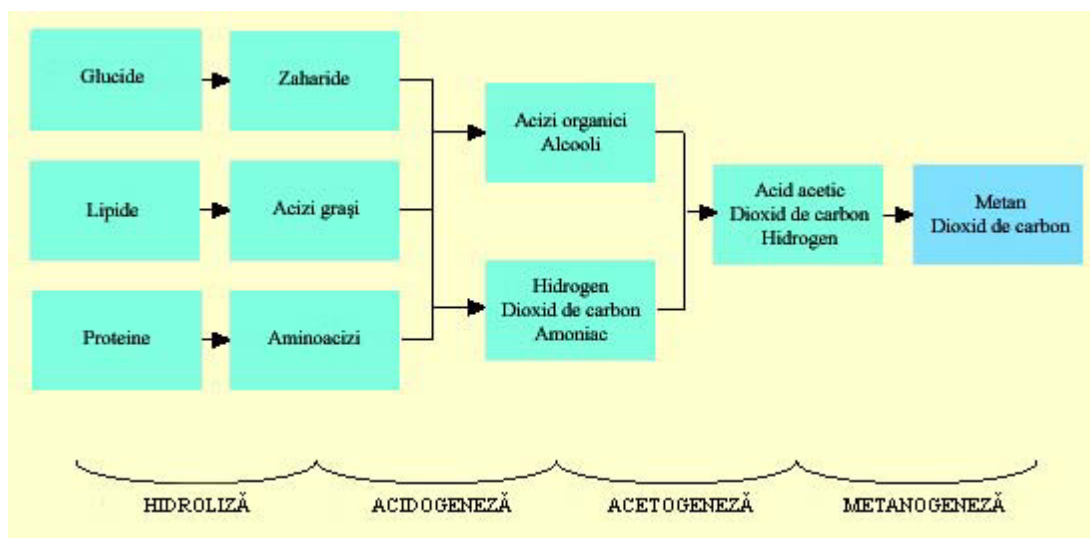 Glucide
Zaharide
Lipide
Acizi grași
Proteine
Aminoacizi
Acizi organici
Alcooli
Hidrogen
Dioxid de carbon
Amoniac
Acid acetic
Dioxid de carbon
Hidrogen
Metan
Dioxid de carbon
HIDROLIZĂ
ACIDOGENEZĂ
ACETOGENEZĂ
METANOGENEZĂ